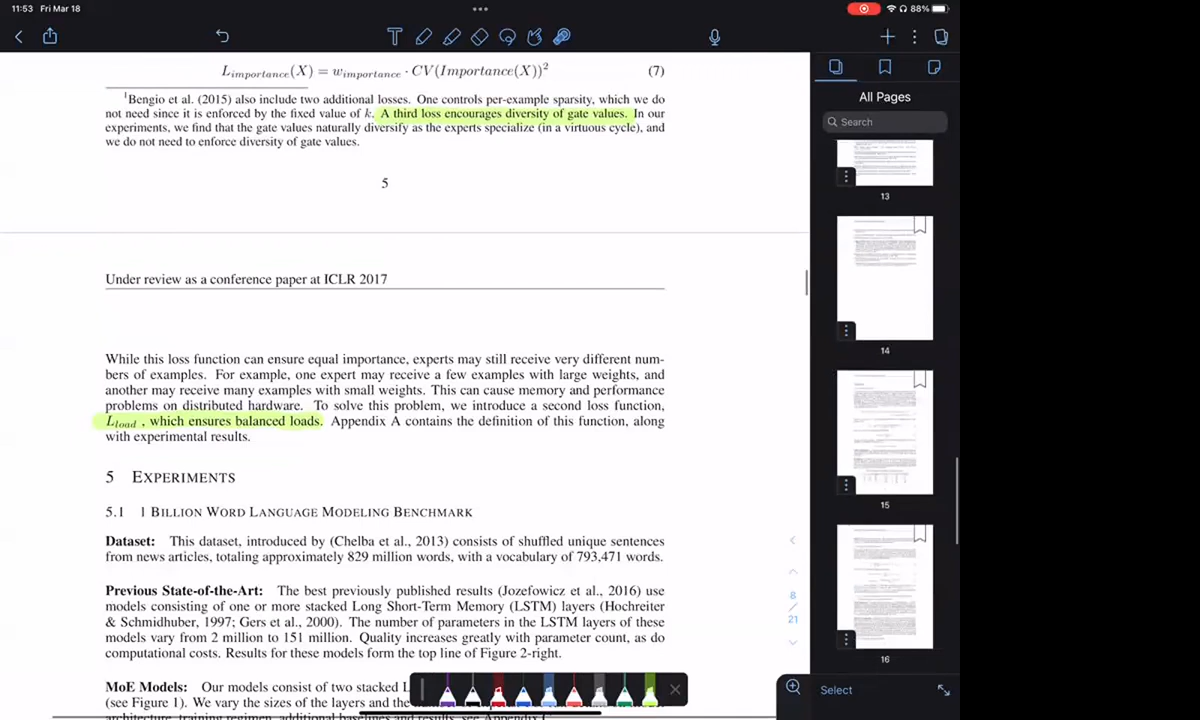 11:53 Fri Mar 18
88%
L_importance(X) = w_importance · CV(Importance(X))² (7)
¹Bengio et al. (2015) also include two additional losses. One controls per-example sparsity, which we do
not need since it is enforced by the fixed value of k. A third loss encourages diversity of gate values. In our
experiments, we find that the gate values naturally diversify as the experts specialize (in a virtuous cycle), and
we do not need to enforce diversity of gate values.
5
Under review as a conference paper at ICLR 2017
While this loss function can ensure equal importance, experts may still receive very different num-
bers of examples. For example, one expert may receive a few examples with large weights, and
another may receive many examples with small weights. This can cause memory and performance
problems on distributed hardware. To solve this problem, we introduce a second loss function,
L_load , which ensures balanced loads. Appendix A contains the definition of this function, along
with experimental results.
5 EXPERIMENTS
5.1 1 BILLION WORD LANGUAGE MODELING BENCHMARK
Dataset: This dataset, introduced by (Chelba et al., 2013) consists of shuffled unique sentences
from news articles, totaling approximately 829 million words, with a vocabulary of 793,471 words.
Previous State-of-the-Art: The best previously published results (Jozefowicz et al., 2016) use
models consisting of one or more stacked Long Short-Term Memory (LSTM) layers (Hochreiter
& Schmidhuber, 1997; Gers et al., 2000). The number of parameters in the LSTM layers of these
models vary from 2 million to 151 million. Quality increases greatly with parameter count, as do
computational costs. Results for these models form the top line of Figure 2-right.
MoE Models: Our models consist of two stacked L
(see Figure 1). We vary the sizes of the layers and the
architecture, training regimen, additional baselines and results, see Appendix C
8
/
21
All Pages
Search
13
14
15
16
Select